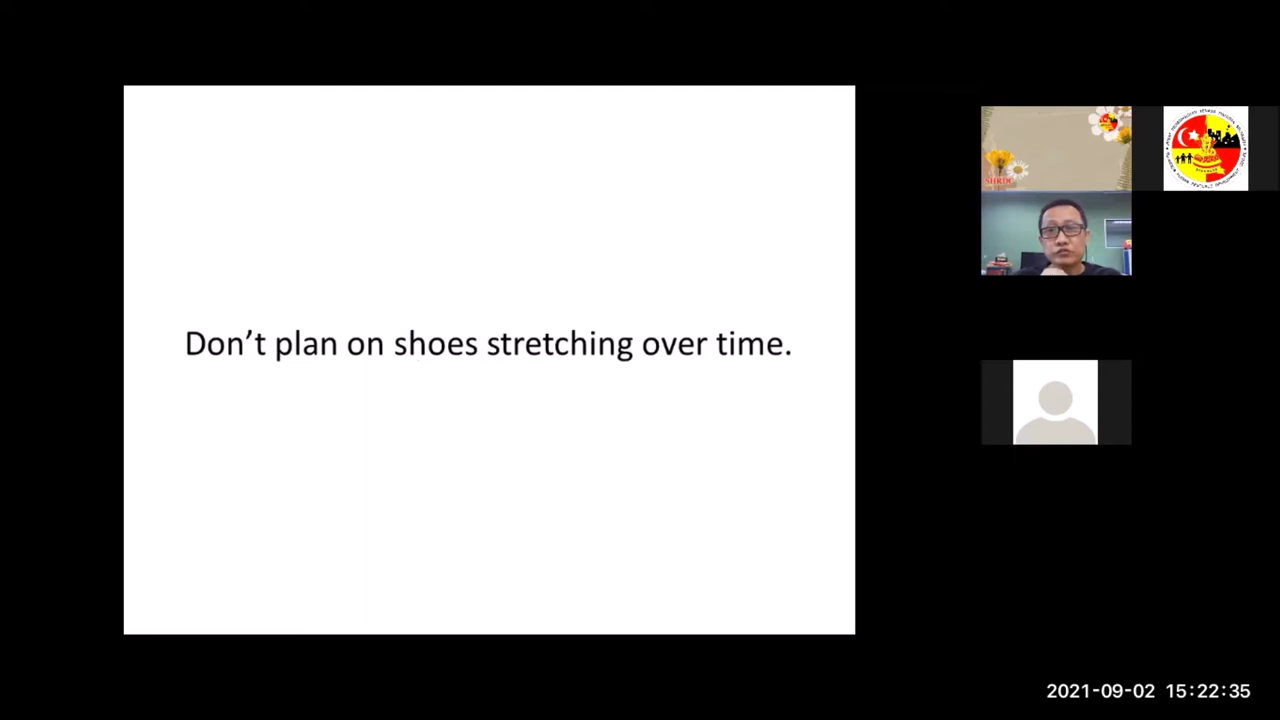 Don’t plan on shoes stretching over time.
SHRDC
2021-09-02 15:22:35